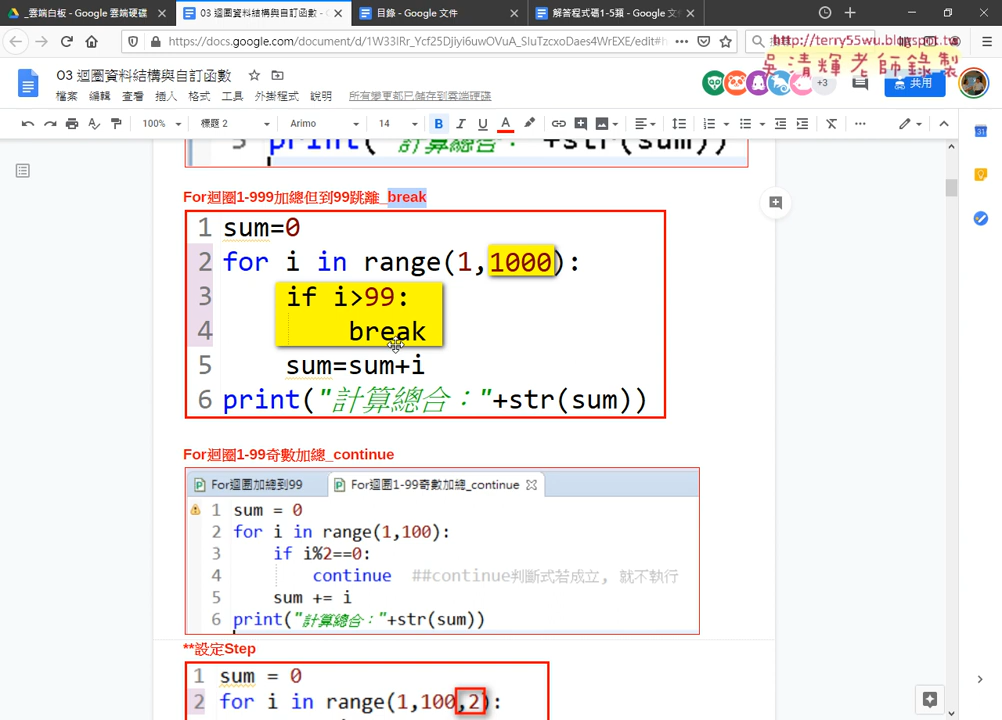 _雲端白板 - Google 雲端硬碟
03 迴圈資料結構與自訂函數 - G
目錄 - Google 文件
解答程式碼1-5類 - Google 文
https://docs.google.com/document/d/1W33IRr_Ycf25Djiyi6uwOVuA_SIuTzcxoDaes4WrEXE/edit#h
http://terry55wu.blogspot.tw
吳清輝老師錄製
O3 迴圈資料結構與自訂函數
檔案 編輯 查看 插入 格式 工具 外掛程式 說明 所有變更都已儲存到雲端硬碟
+3
共用
100% 標題 2 Arimo 14 B I U A
31
5 print("計算總合："+str(sum))
For迴圈1-999加總但到99跳離_break
1 sum=0
2 for i in range(1,1000):
3 if i>99:
4 break
5 sum=sum+i
6 print("計算總合："+str(sum))
For迴圈1-99奇數加總_continue
For迴圈加總到99
For迴圈1-99奇數加總_continue
1 sum = 0
2 for i in range(1,100):
3 if i%2==0:
4 continue ##continue判斷式若成立, 就不執行
5 sum += i
6 print("計算總合："+str(sum))
**設定Step
1 sum = 0
2 for i in range(1,100,2):